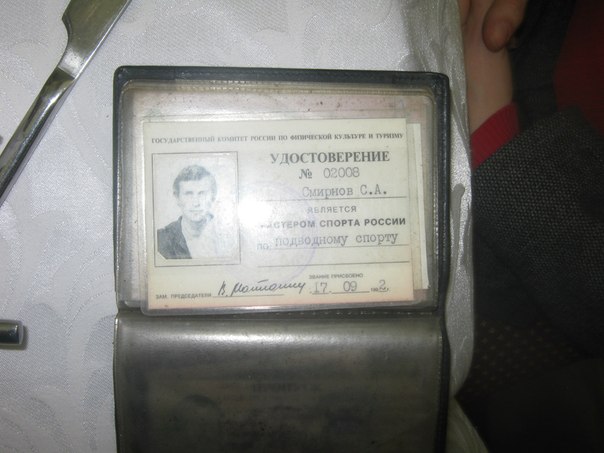 ГОСУДАРСТВЕННЫЙ КОМИТЕТ РОССИИ ПО ФИЗИЧЕСКОЙ КУЛЬТУРЕ И ТУРИЗМУ
УДОСТОВЕРЕНИЕ
№ 02008
Смирнов С.А.
ЯВЛЯЕТСЯ
МАСТЕРОМ СПОРТА РОССИИ
ПО подводному спорту
ЗВАНИЕ ПРИСВОЕНО
ЗАМ. ПРЕДСЕДАТЕЛЯ 17 09